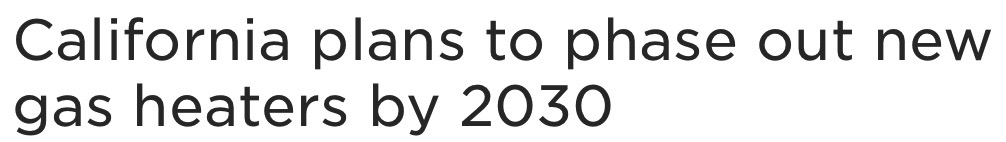 California plans to phase out new
gas heaters by 2030